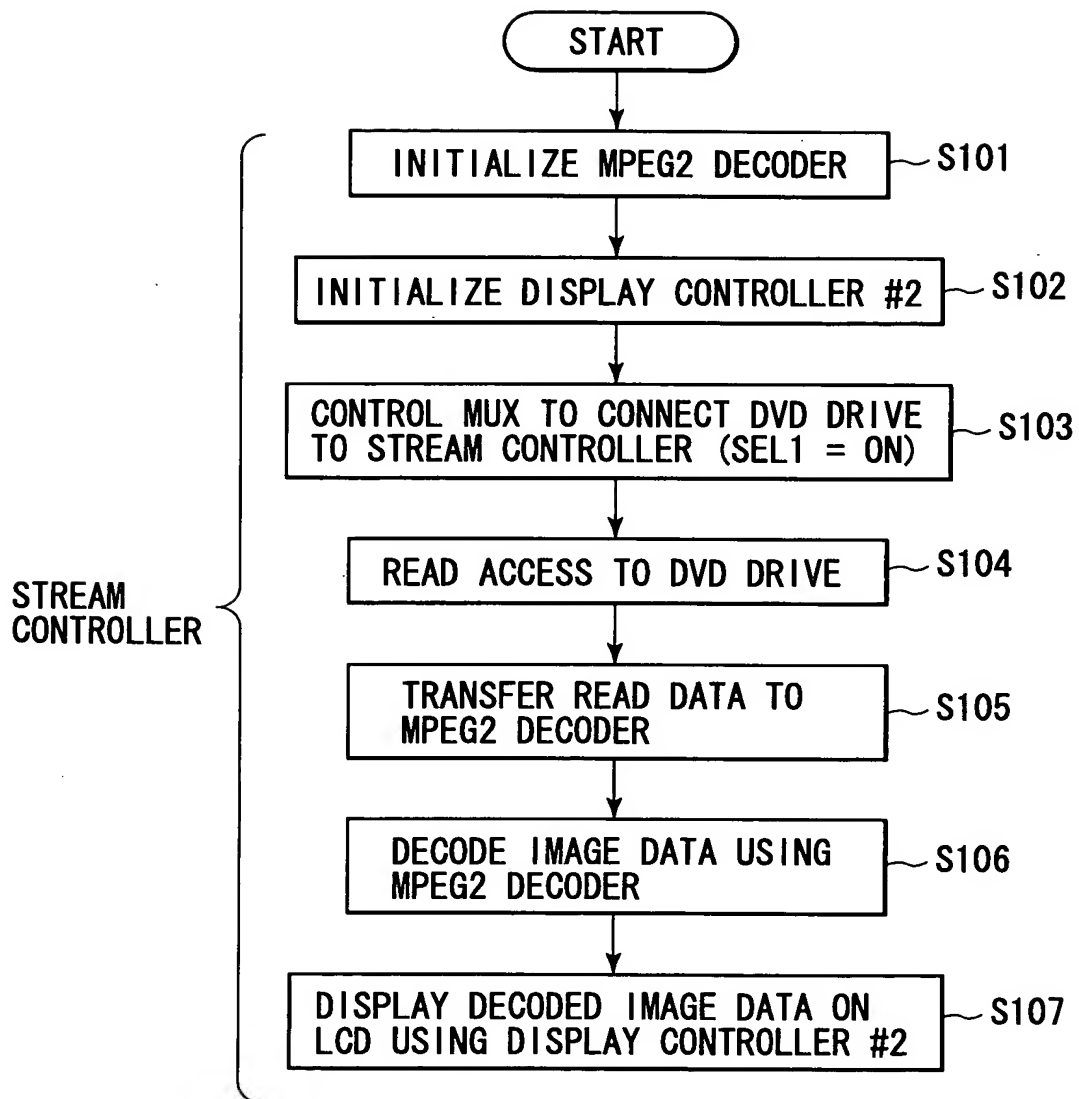 START
INITIALIZE MPEG2 DECODER
S101
INITIALIZE DISPLAY CONTROLLER #2
S102
CONTROL MUX TO CONNECT DVD DRIVE
TO STREAM CONTROLLER (SEL1 = ON)
S103
READ ACCESS TO DVD DRIVE
S104
STREAM
CONTROLLER
TRANSFER READ DATA TO
MPEG2 DECODER
S105
DECODE IMAGE DATA USING
MPEG2 DECODER
S106
DISPLAY DECODED IMAGE DATA ON
LCD USING DISPLAY CONTROLLER #2
S107